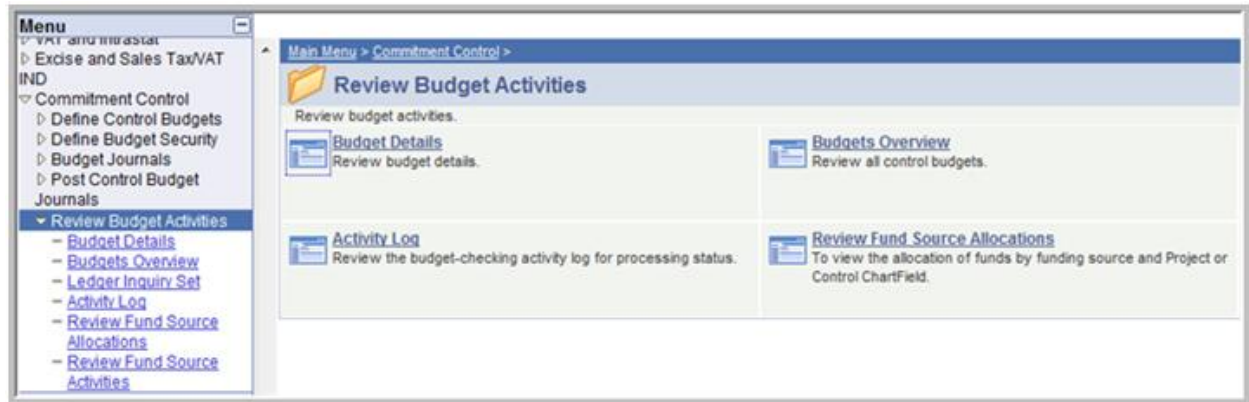 Menu
VAT and Intrastat
Excise and Sales Tax/VAT
IND
Commitment Control
Define Control Budgets
Define Budget Security
Budget Journals
Post Control Budget
Journals
Review Budget Activities
Budget Details
Budgets Overview
Ledger Inquiry Set
Activity Log
Review Fund Source
Allocations
Review Fund Source
Activities
Main Menu > Commitment Control >
Review Budget Activities
Review budget activities.
Budget Details
Review budget details.
Budgets Overview
Review all control budgets.
Activity Log
Review the budget-checking activity log for processing status.
Review Fund Source Allocations
To view the allocation of funds by funding source and Project or
Control ChartField.